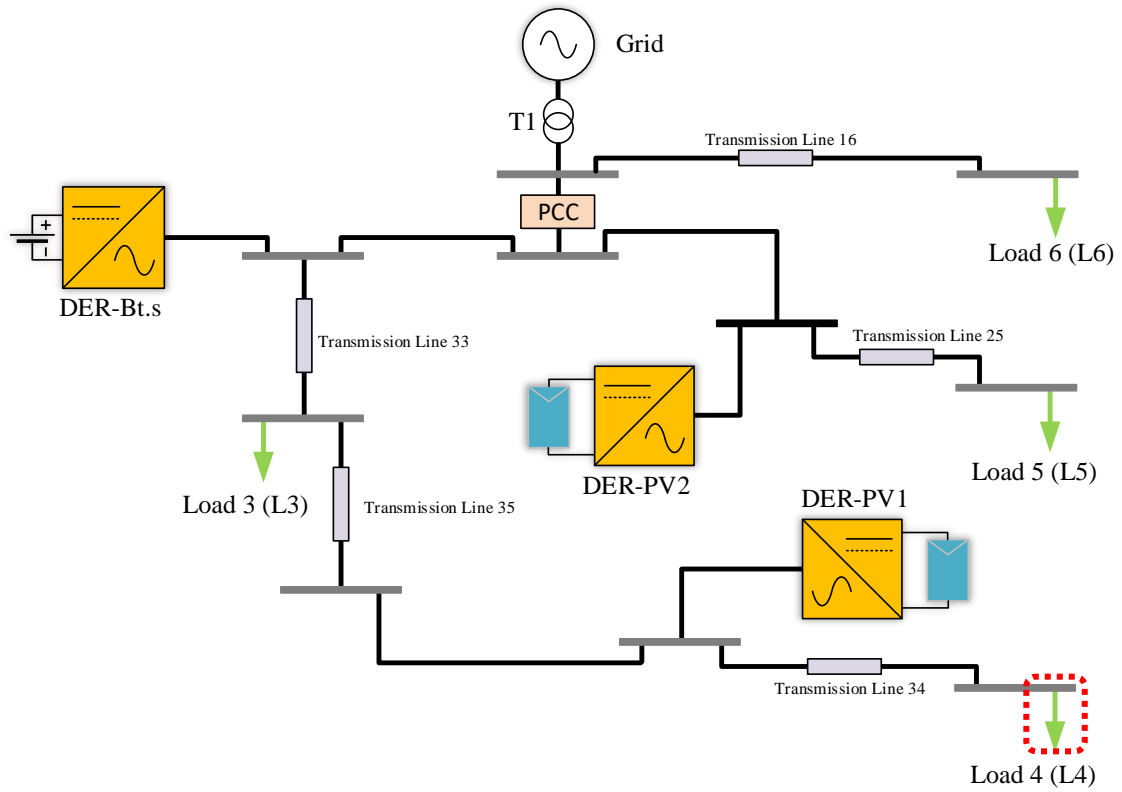 Grid
T1
Transmission Line 16
PCC
Load 6 (L6)
+
−
DER-Bt.s
Transmission Line 33
Transmission Line 25
Load 3 (L3)
DER-PV2
Load 5 (L5)
DER-PV1
Transmission Line 35
Transmission Line 34
Load 4 (L4)